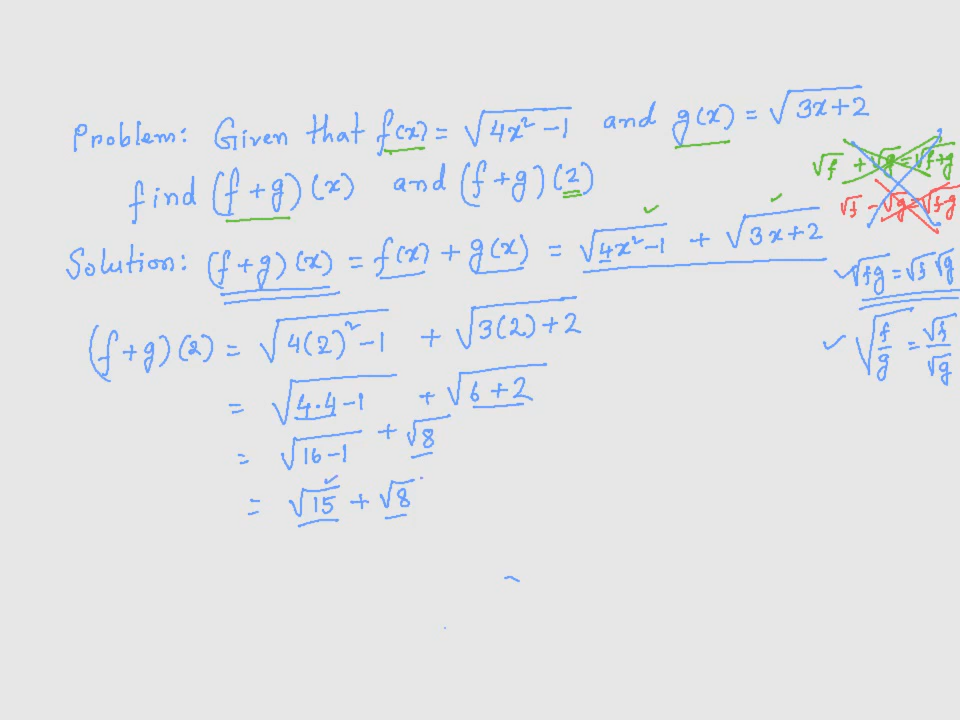 Problem: Given that f(x) = √(4x² -1) and g(x) = √(3x+2)
find (f+g)(x) and (f+g)(2)
√f + √g = √f+g
√f - √g = √f-g
Solution: (f+g)(x) = f(x) + g(x) = √(4x² -1) + √(3x+2)
✓ √fg = √f √g
(f+g)(2) = √(4(2)² -1) + √(3(2)+2)
✓ √(f/g) = √f/√g
= √(4·4-1) + √(6+2)
= √(16-1) + √8
= √15 + √8